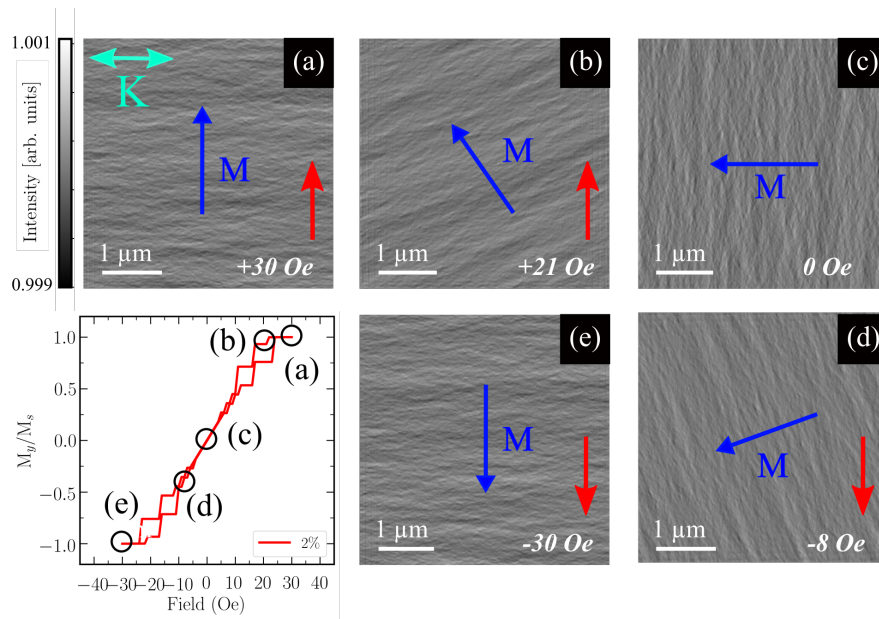 1.001
Intensity [arb. units]
0.999
K
M
1 µm
+30 Oe
(a)
M
1 µm
+21 Oe
(b)
M
1 µm
0 Oe
(c)
1.0
0.5
0.0
−0.5
−1.0
M_y/M_s
−40 −30 −20 −10 0 10 20 30 40
Field (Oe)
(b)
(a)
(c)
(d)
(e)
2%
(e)
M
1 µm
-30 Oe
(d)
M
1 µm
-8 Oe